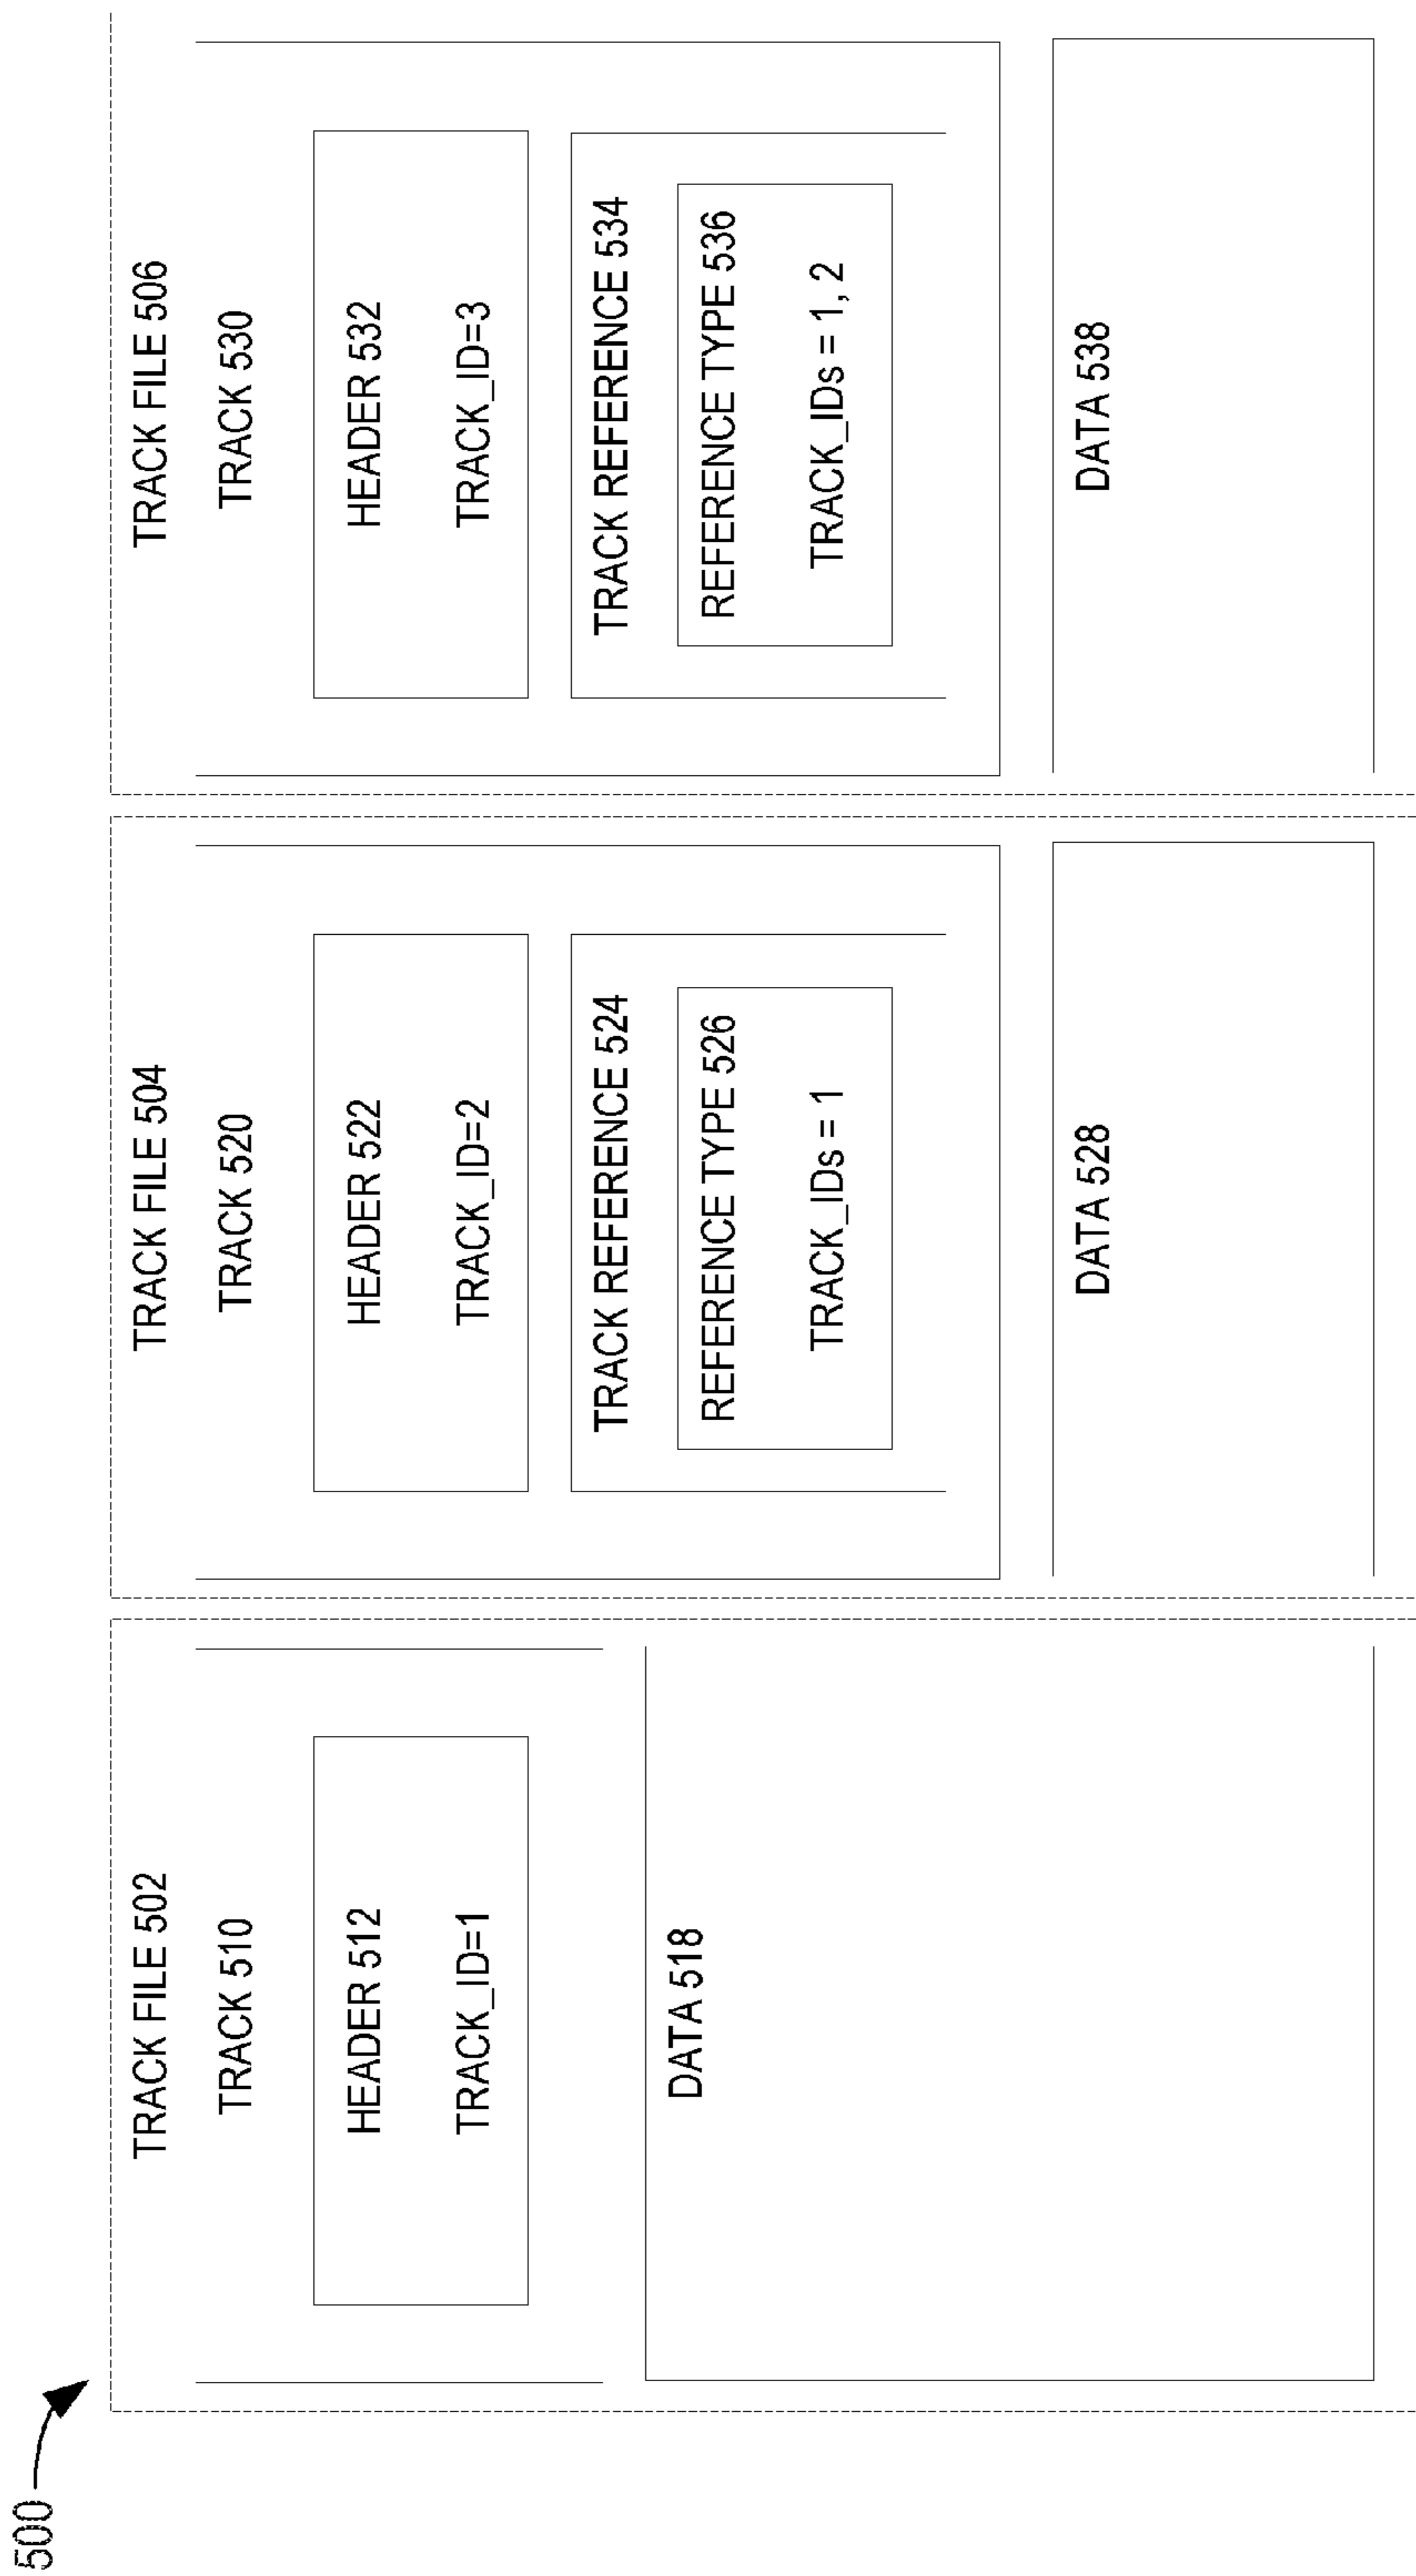 500
TRACK FILE 502
TRACK 510
HEADER 512
TRACK_ID=1
DATA 518
TRACK FILE 504
TRACK 520
HEADER 522
TRACK_ID=2
TRACK REFERENCE 524
REFERENCE TYPE 526
TRACK_IDs = 1
DATA 528
TRACK FILE 506
TRACK 530
HEADER 532
TRACK_ID=3
TRACK REFERENCE 534
REFERENCE TYPE 536
TRACK_IDs = 1, 2
DATA 538